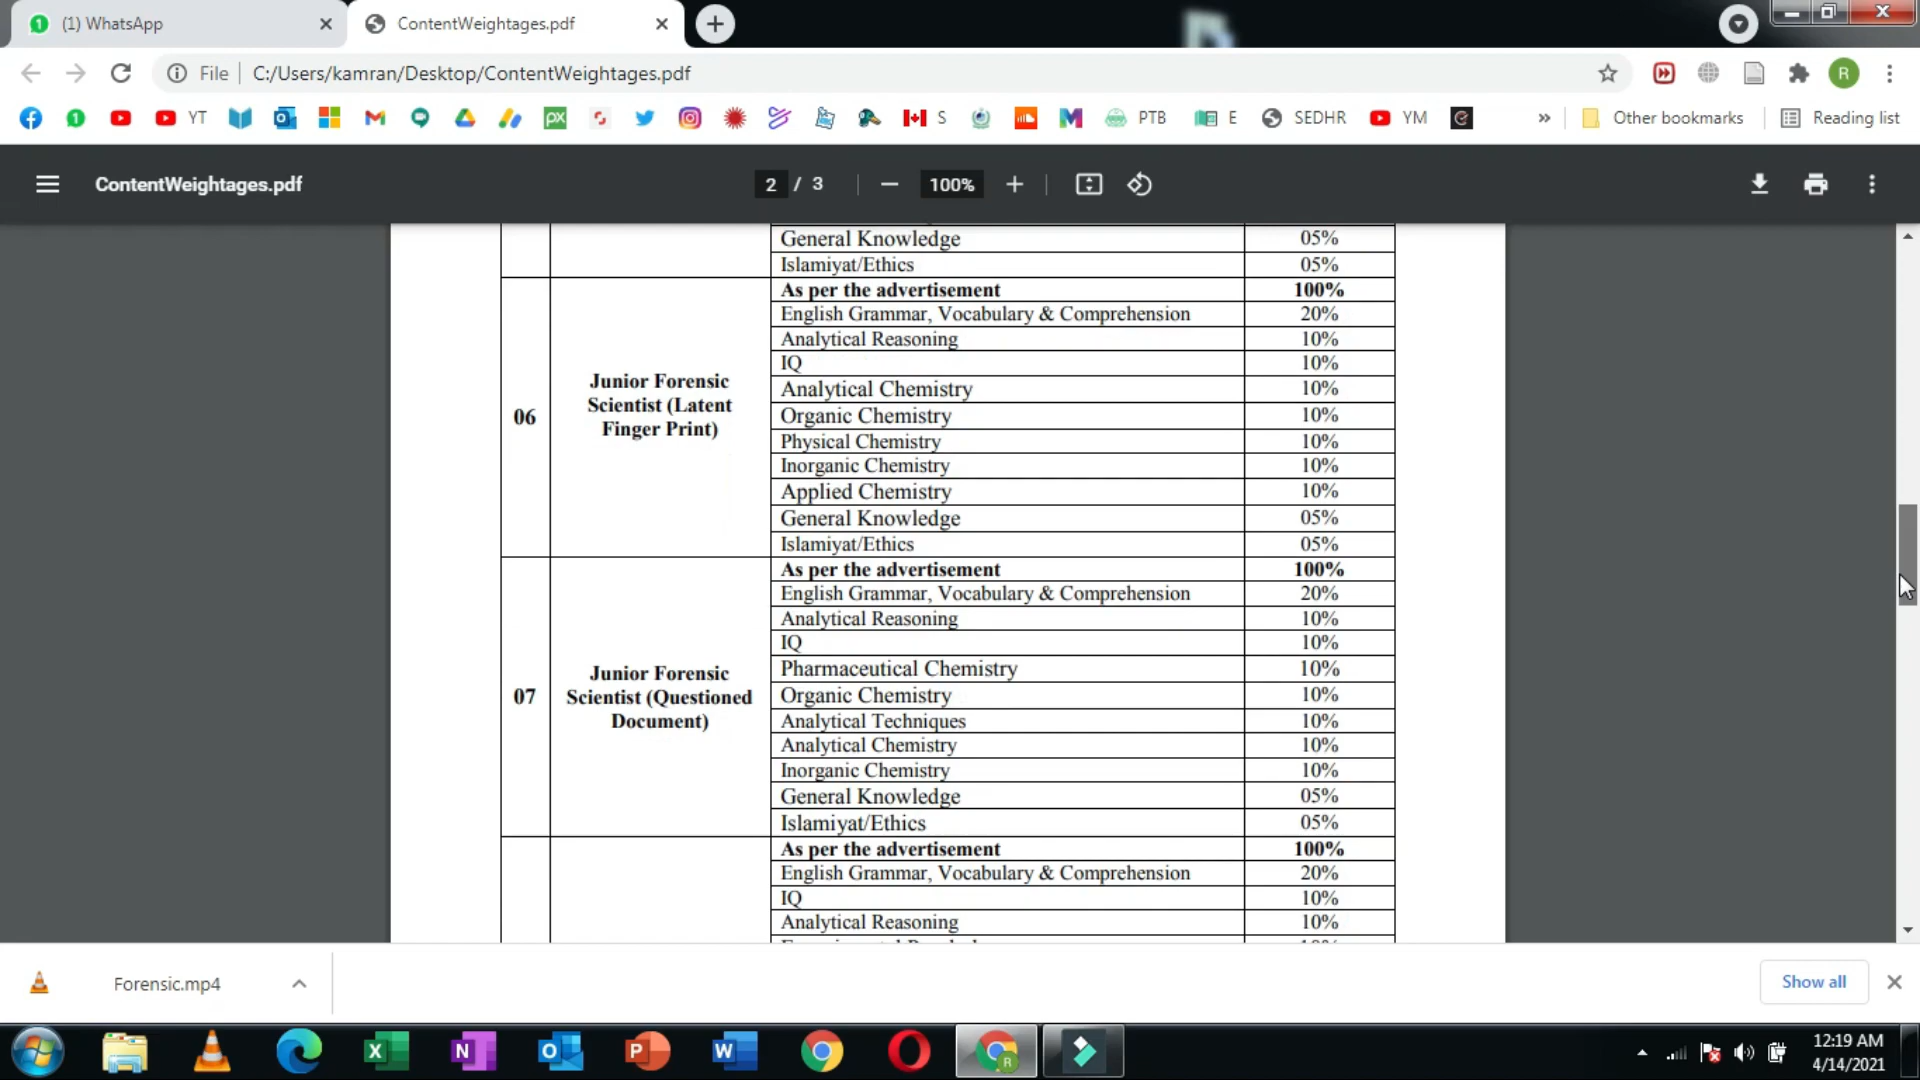 (1) WhatsApp
ContentWeightages.pdf
File
C:/Users/kamran/Desktop/ContentWeightages.pdf
R
YT
S
PTB
E
SEDHR
YM
Other bookmarks
Reading list
ContentWeightages.pdf
2 / 3
100%
General Knowledge 05%
Islamiyat/Ethics 05%
06
Junior Forensic
Scientist (Latent
Finger Print)
As per the advertisement 100%
English Grammar, Vocabulary & Comprehension 20%
Analytical Reasoning 10%
IQ 10%
Analytical Chemistry 10%
Organic Chemistry 10%
Physical Chemistry 10%
Inorganic Chemistry 10%
Applied Chemistry 10%
General Knowledge 05%
Islamiyat/Ethics 05%
07
Junior Forensic
Scientist (Questioned
Document)
As per the advertisement 100%
English Grammar, Vocabulary & Comprehension 20%
Analytical Reasoning 10%
IQ 10%
Pharmaceutical Chemistry 10%
Organic Chemistry 10%
Analytical Techniques 10%
Analytical Chemistry 10%
Inorganic Chemistry 10%
General Knowledge 05%
Islamiyat/Ethics 05%
As per the advertisement 100%
English Grammar, Vocabulary & Comprehension 20%
IQ 10%
Analytical Reasoning 10%
Forensic.mp4
Show all
12:19 AM
4/14/2021